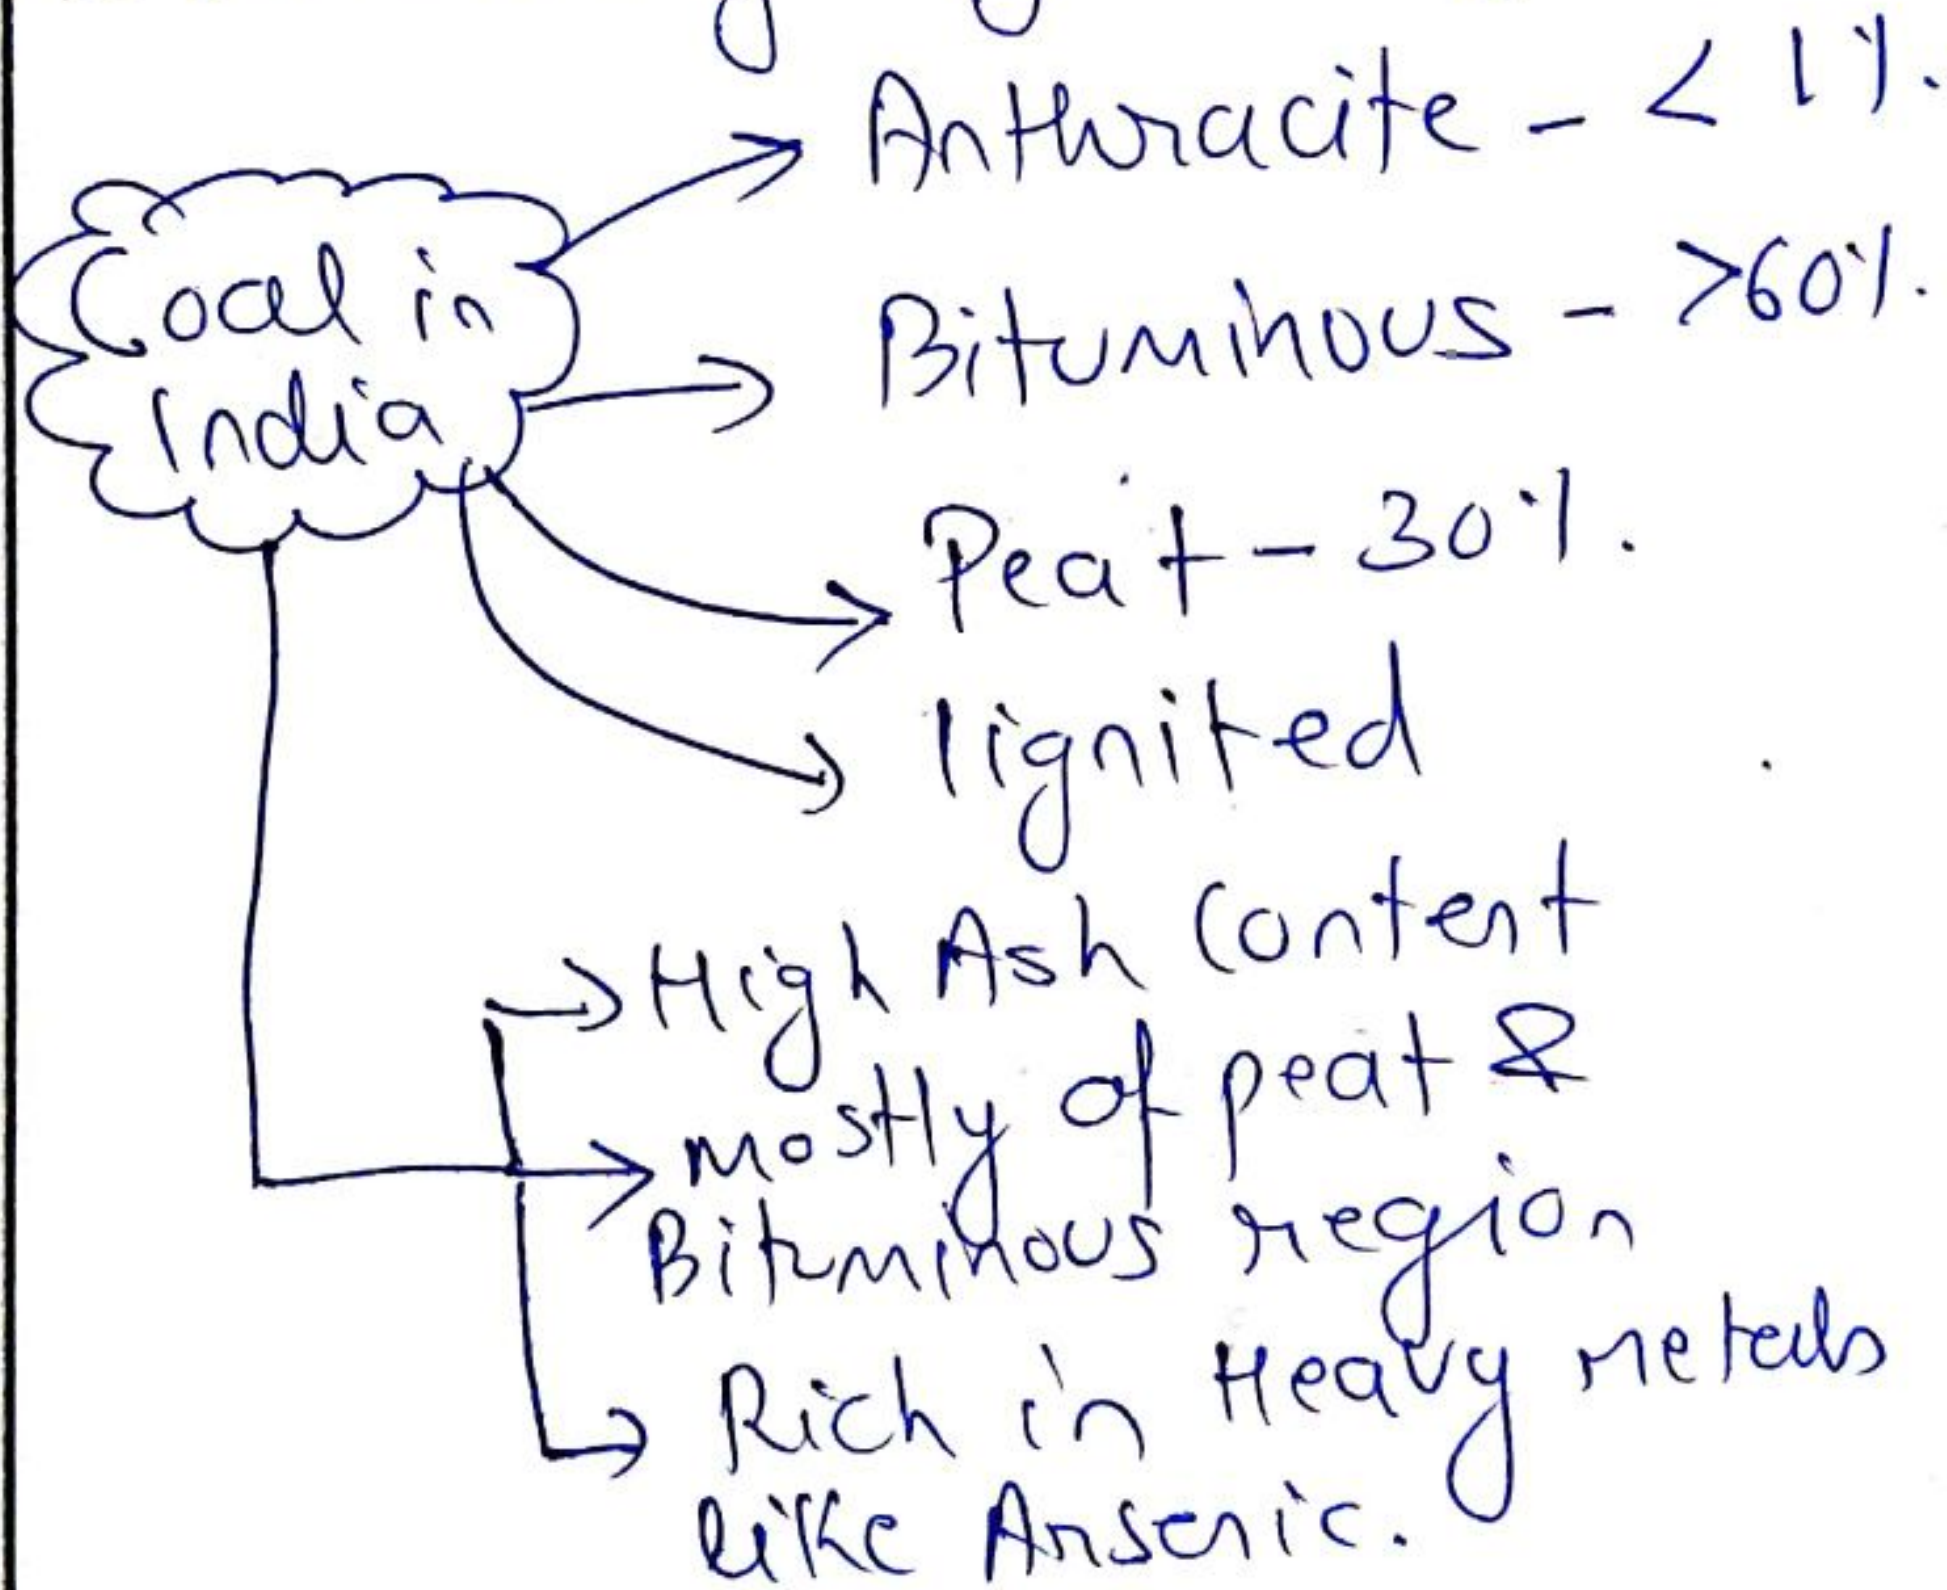 Anthracite - < 1%.
Coal in
India
Bituminous - >60%.
Peat - 30%.
lignited
High Ash Content
mostly of peat &
Bituminous region
Rich in Heavy metals
like Arsenic.